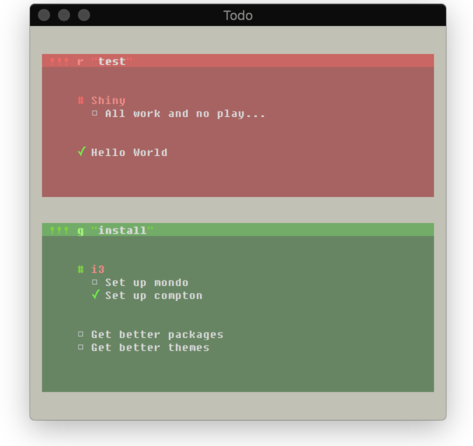 Todo
!!! r "test"
# Shiny
□ All work and no play...
✓ Hello World
!!! g "install"
# i3
□ Set up mondo
✓ Set up compton
□ Get better packages
□ Get better themes